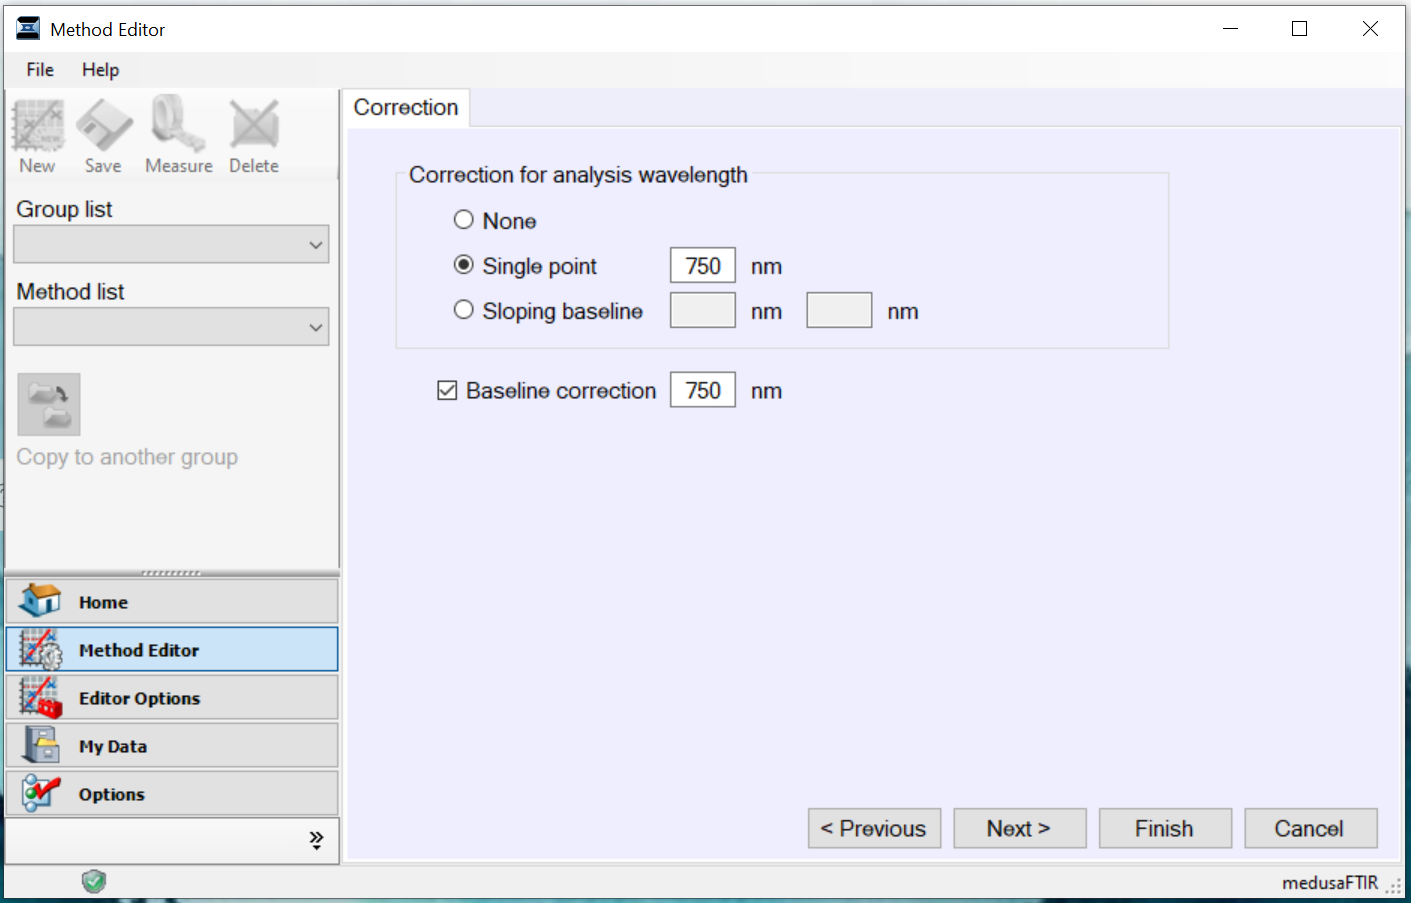 Method Editor
File Help
New Save Measure Delete
Group list
Method list
Copy to another group
Home
Method Editor
Editor Options
My Data
Options
Correction
Correction for analysis wavelength
None
Single point 750 nm
Sloping baseline nm nm
Baseline correction 750 nm
< Previous Next > Finish Cancel
medusaFTIR